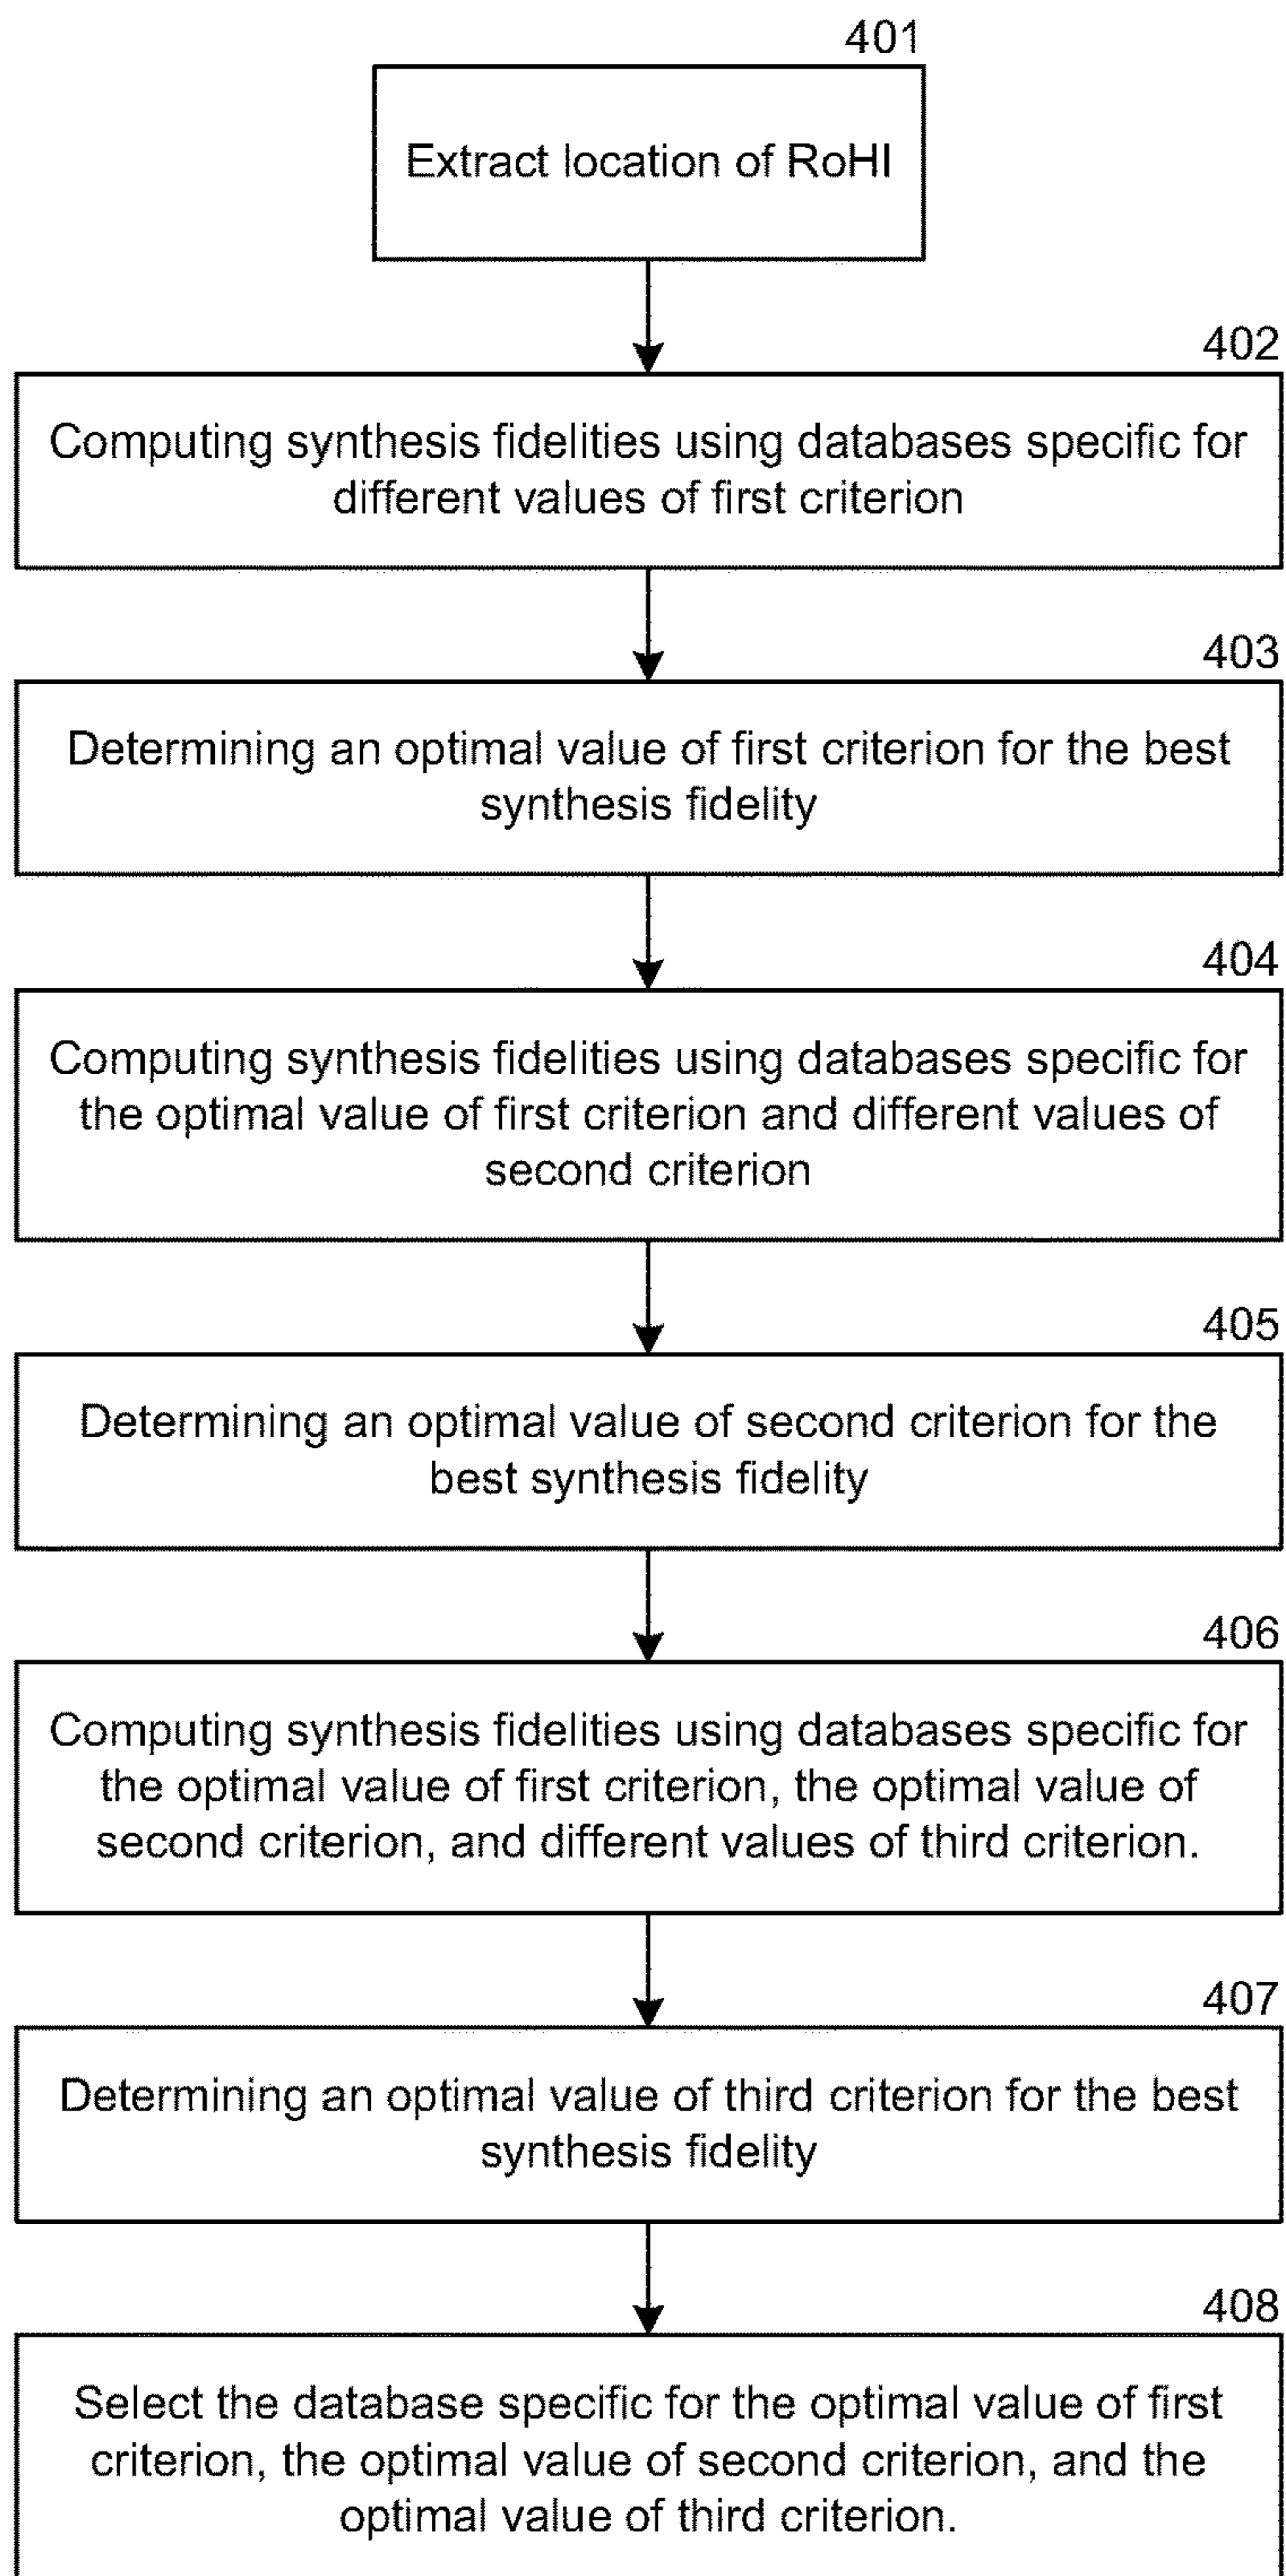 401
Extract location of RoHI
402
Computing synthesis fidelities using databases specific for
different values of first criterion
403
Determining an optimal value of first criterion for the best
synthesis fidelity
404
Computing synthesis fidelities using databases specific for
the optimal value of first criterion and different values of
second criterion
405
Determining an optimal value of second criterion for the
best synthesis fidelity
406
Computing synthesis fidelities using databases specific for
the optimal value of first criterion, the optimal value of
second criterion, and different values of third criterion.
407
Determining an optimal value of third criterion for the best
synthesis fidelity
408
Select the database specific for the optimal value of first
criterion, the optimal value of second criterion, and the
optimal value of third criterion.